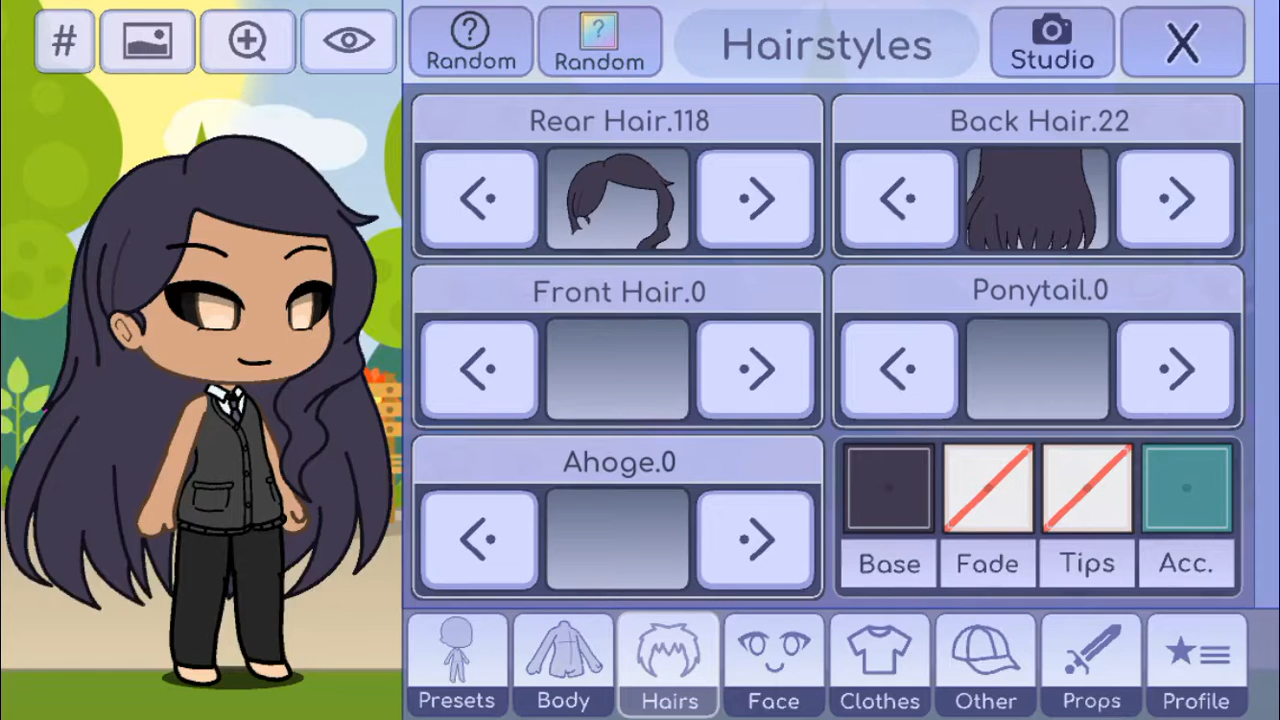 #
Random
Random
Hairstyles
Studio
X
Rear Hair.118
Back Hair.22
Front Hair.0
Ponytail.0
Ahoge.0
Base
Fade
Tips
Acc.
Presets
Body
Hairs
Face
Clothes
Other
Props
Profile